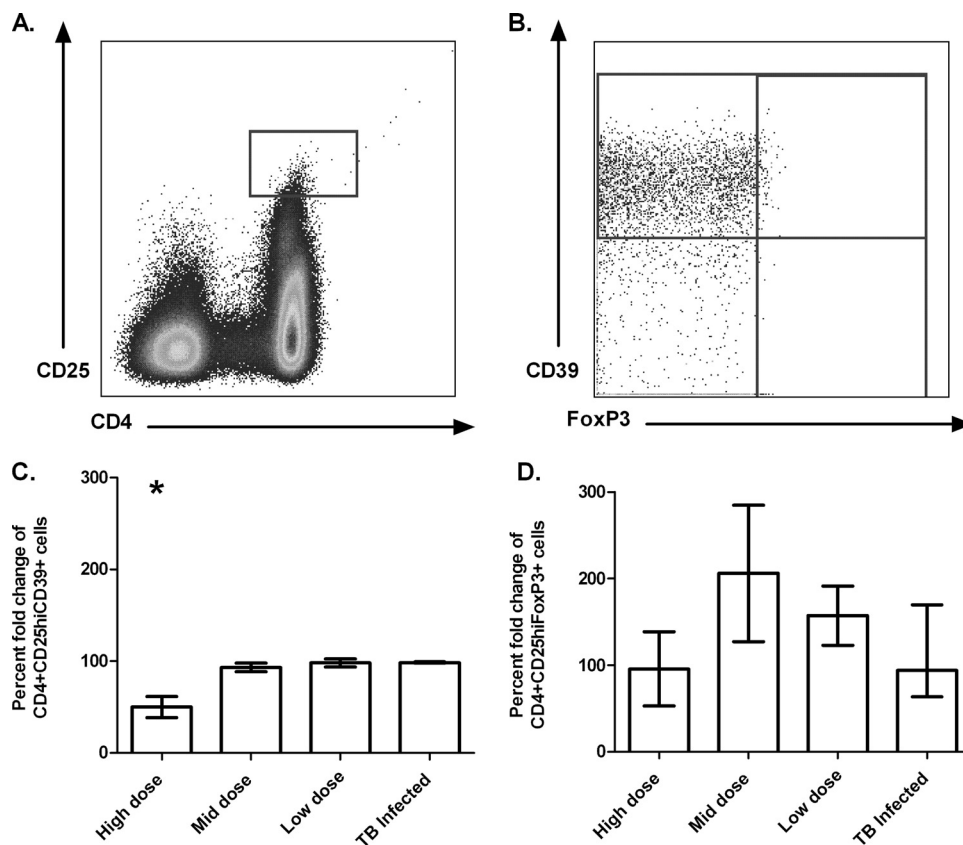 A.
CD25
CD4
B.
CD39
FoxP3
C.
Percent fold change of
CD4+CD25hiCD39+ cells
300
200
100
0
*
High dose
Mid dose
Low dose
TB Infected
D.
Percent fold change of
CD4+CD25hiFoxP3+ cells
300
200
100
0
High dose
Mid dose
Low dose
TB Infected